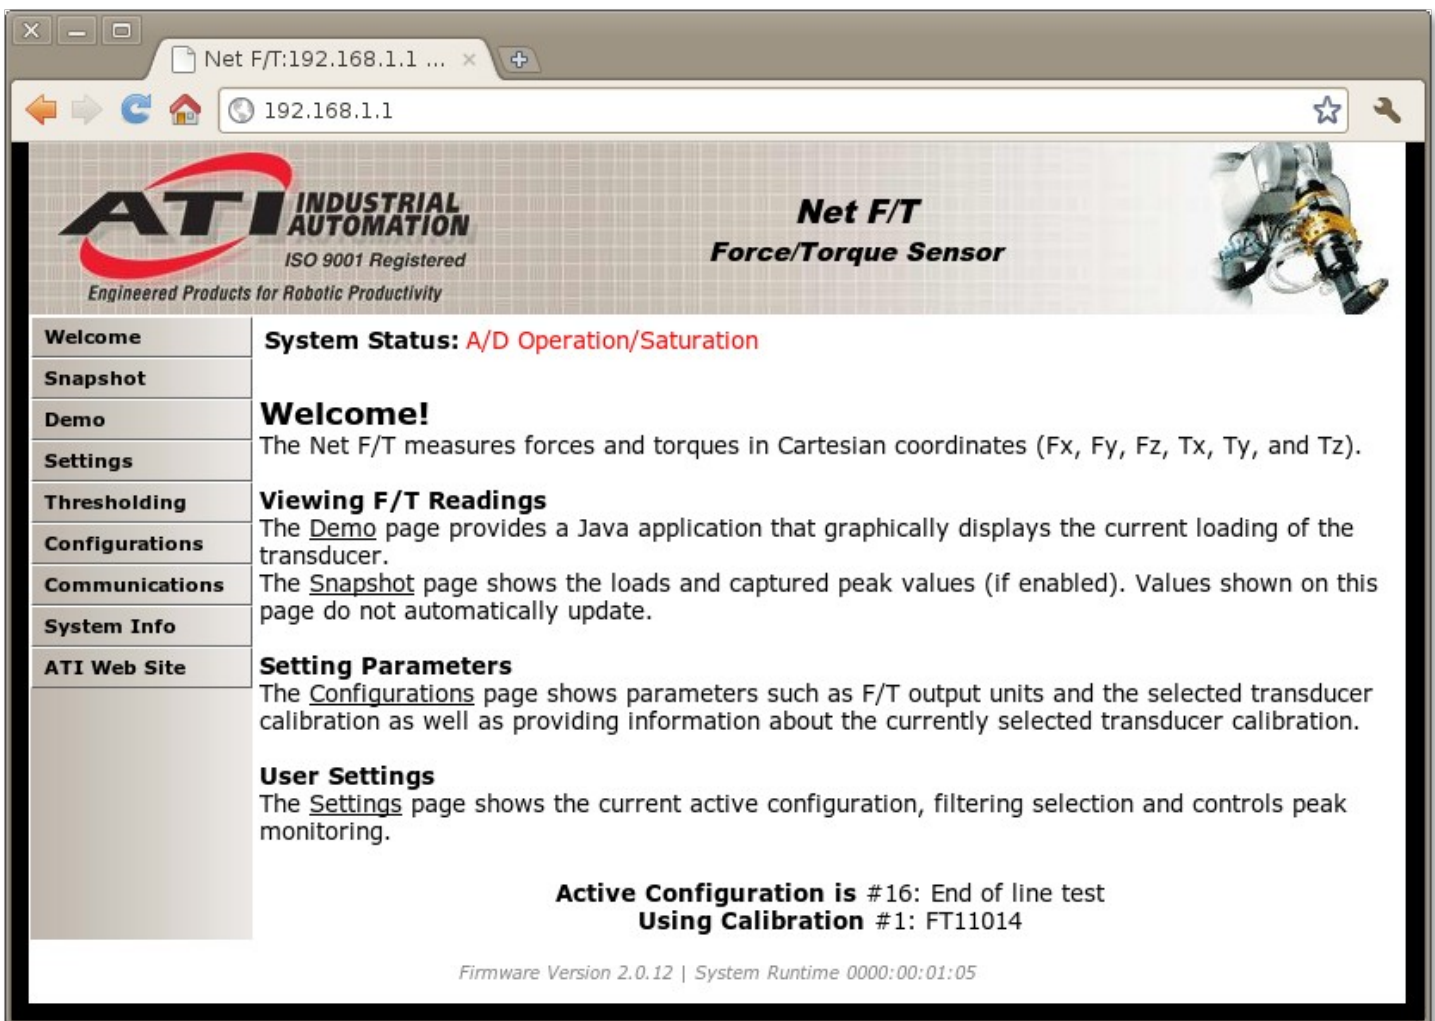 Net F/T:192.168.1.1 ...
192.168.1.1
ATI INDUSTRIAL
AUTOMATION
ISO 9001 Registered
Engineered Products for Robotic Productivity
Net F/T
Force/Torque Sensor
Welcome
Snapshot
Demo
Settings
Thresholding
Configurations
Communications
System Info
ATI Web Site
System Status: A/D Operation/Saturation
Welcome!
The Net F/T measures forces and torques in Cartesian coordinates (Fx, Fy, Fz, Tx, Ty, and Tz).
Viewing F/T Readings
The Demo page provides a Java application that graphically displays the current loading of the
transducer.
The Snapshot page shows the loads and captured peak values (if enabled). Values shown on this
page do not automatically update.
Setting Parameters
The Configurations page shows parameters such as F/T output units and the selected transducer
calibration as well as providing information about the currently selected transducer calibration.
User Settings
The Settings page shows the current active configuration, filtering selection and controls peak
monitoring.
Active Configuration is #16: End of line test
Using Calibration #1: FT11014
Firmware Version 2.0.12 | System Runtime 0000:00:01:05